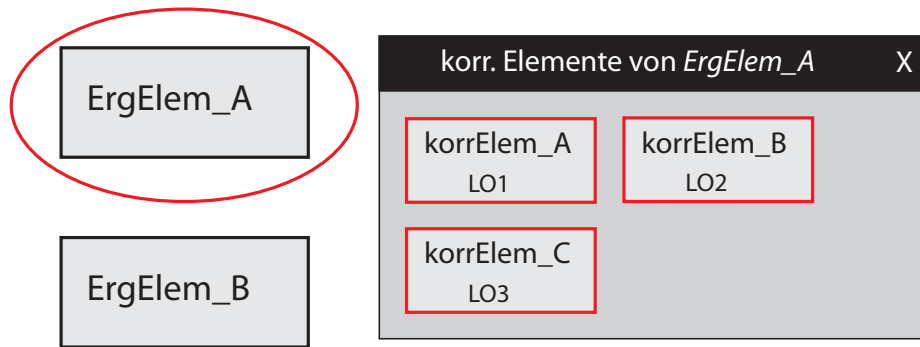 ErgElem_A
ErgElem_B
korr. Elemente von ErgElem_A X
korrElem_A
LO1
korrElem_B
LO2
korrElem_C
LO3